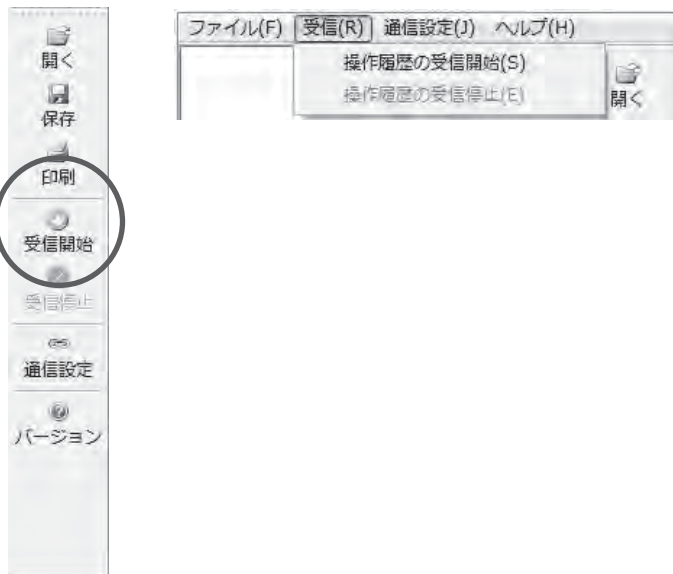 開く
保存
印刷
受信開始
受信停止
通信設定
バージョン
ファイル(F) 受信(R) 通信設定(J) ヘルプ(H)
操作履歴の受信開始(S)
操作履歴の受信停止(E)
開く